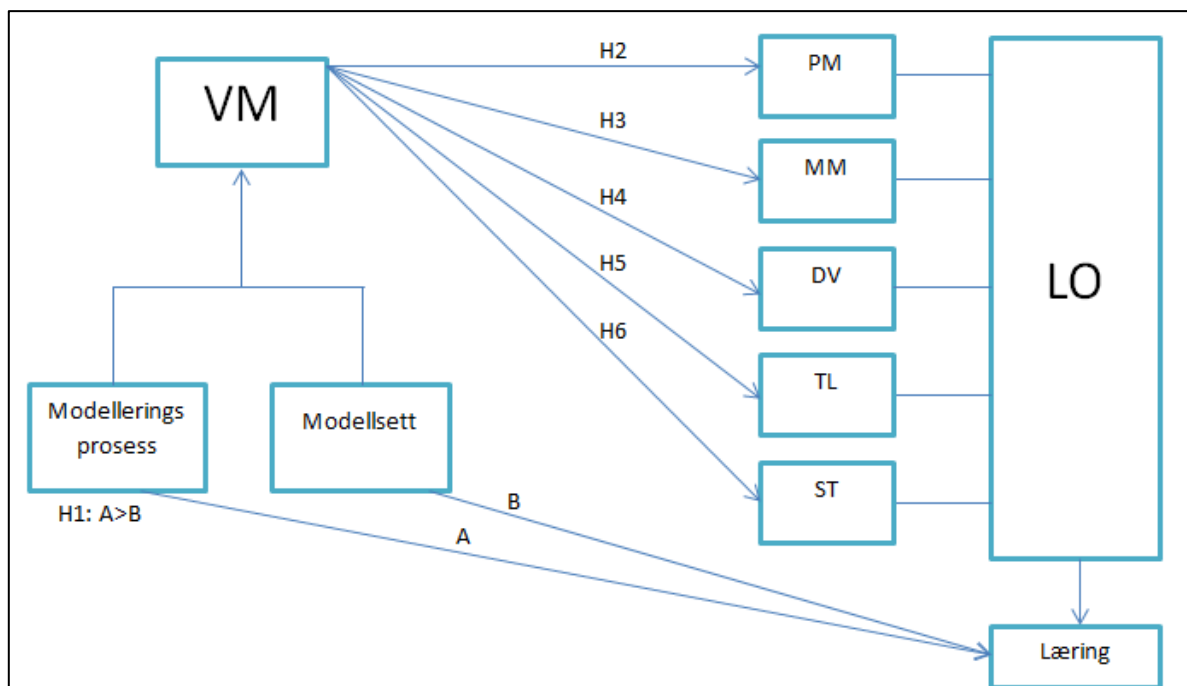 VM
H2
H3
H4
H5
H6
PM
MM
DV
TL
ST
LO
Modellerings
prosess
Modellsett
H1: A>B
A
B
Læring